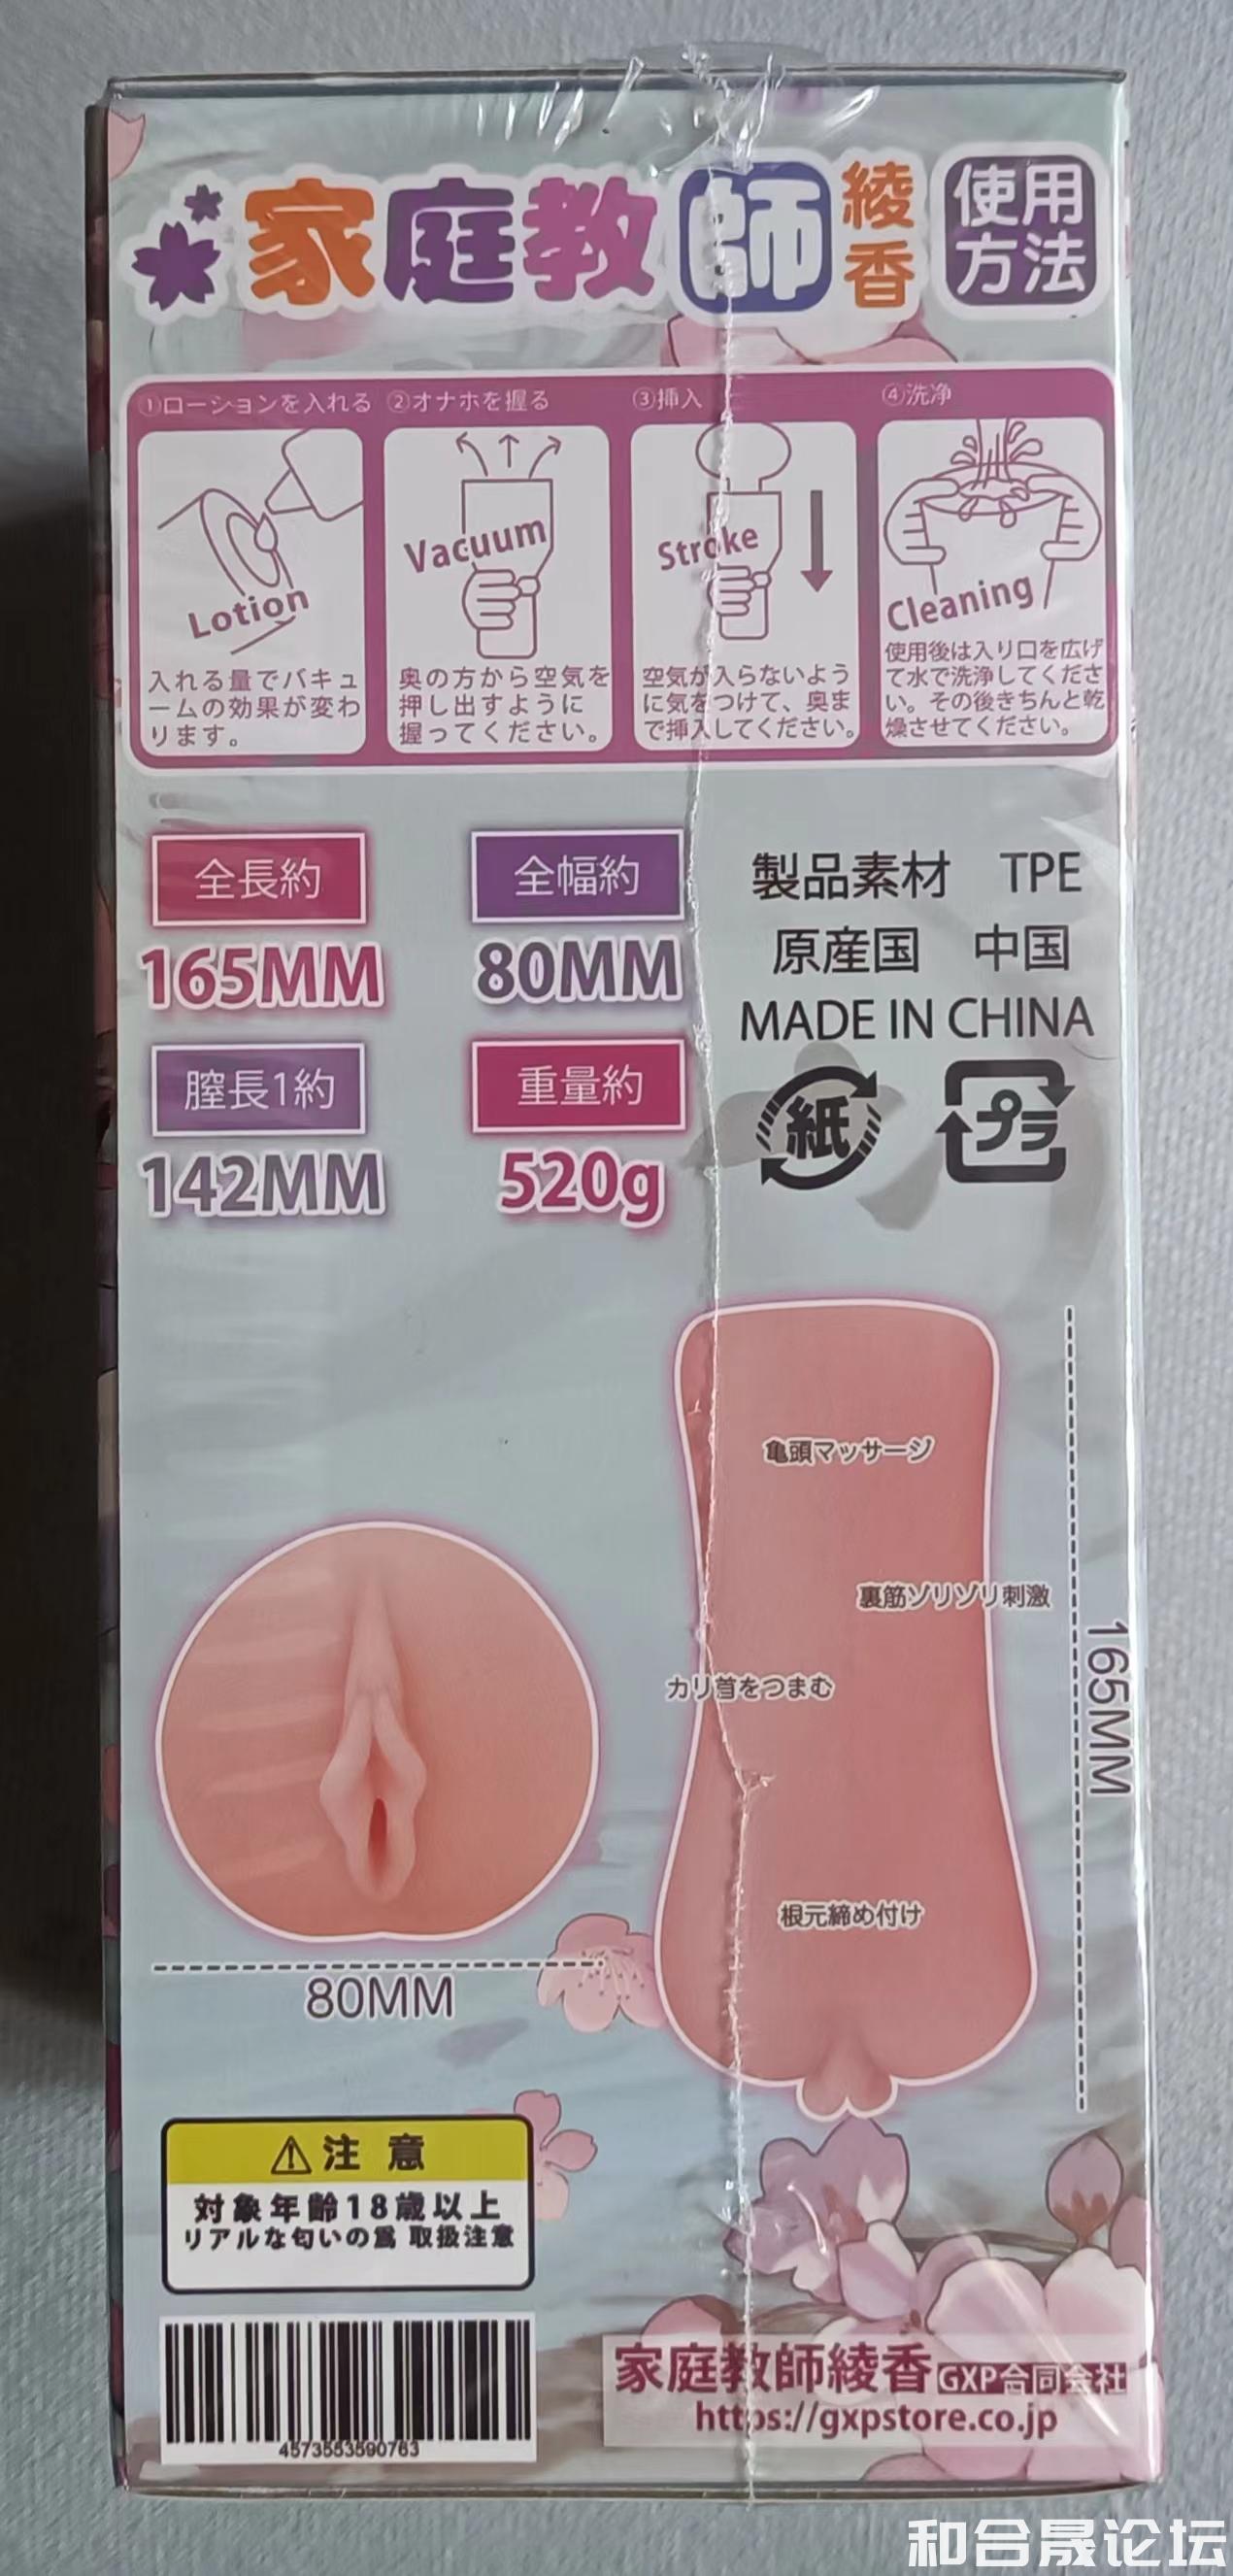 家庭教師
綾香
使用
方法
①ローションを入れる
②オナホを握る
③挿入
④洗净
Lotion
入れる量でバキュ
ームの効果が変わ
ります。
Vacuum
奥の方から空気を
押し出すように
握ってください。
Stroke
空気が入らないよう
に気をつけて、奥ま
で挿入してください。
Cleaning
使用後は入り口を広げ
て水で洗浄してくださ
い。その後きちんと乾
燥させてください。
全長約
165MM
全幅約
80MM
膣長1約
142MM
重量約
520g
製品素材 TPE
原産国 中国
MADE IN CHINA
紙
プラ
亀頭マッサージ
裏筋ゾリゾリ刺激
カリ首をつまむ
根元締め付け
165MM
80MM
⚠注意
対象年齢18歳以上
リアルな匂いの為 取扱注意
4573553590763
家庭教師綾香 GXP合同会社
https://gxpstore.co.jp
和合晟论坛